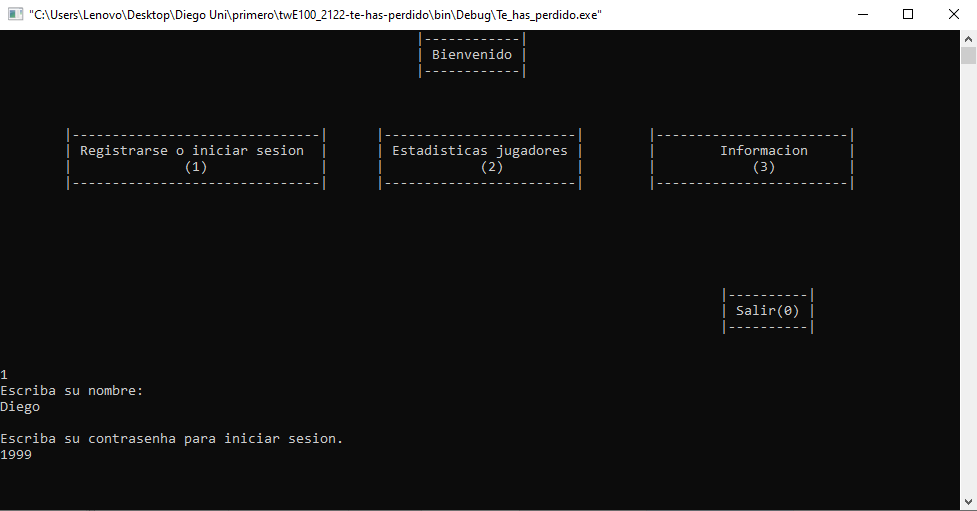 "C:\Users\Lenovo\Desktop\Diego Uni\primero\twE100_2122-te-has-perdido\bin\Debug\Te_has_perdido.exe"
|------------|
| Bienvenido |
|------------|
|-------------------------------| |------------------------| |------------------------|
| Registrarse o iniciar sesion | | Estadisticas jugadores | | Informacion |
| (1) | | (2) | | (3) |
|-------------------------------| |------------------------| |------------------------|
|----------|
| Salir(0) |
|----------|
1
Escriba su nombre:
Diego
Escriba su contrasenha para iniciar sesion.
1999